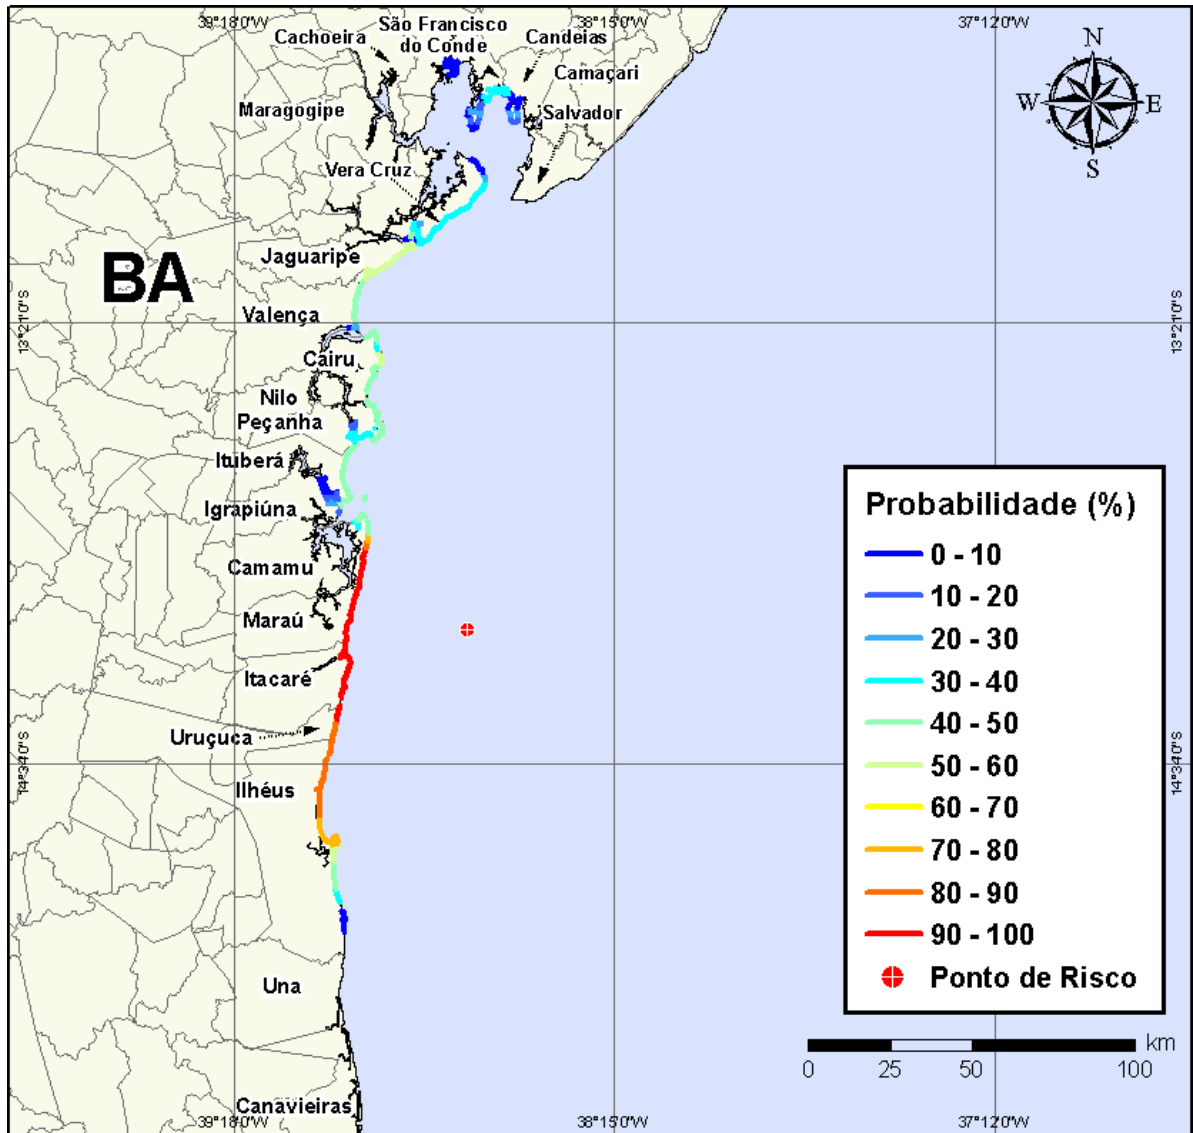 39°18'0"W
38°15'0"W
37°12'0"W
São Francisco
do Conde
Cachoeira
Candeias
Camaçari
Maragogipe
Salvador
Vera Cruz
N
W
E
S
Jaguaripe
BA
Valença
13°21'0"S
13°21'0"S
Cairu
Nilo
Peçanha
Ituberá
Igrapiúna
Camamu
Maraú
Itacaré
Uruçuca
14°34'0"S
14°34'0"S
Ilhéus
Una
Canavieiras
39°18'0"W
38°15'0"W
37°12'0"W
Probabilidade (%)
0 - 10
10 - 20
20 - 30
30 - 40
40 - 50
50 - 60
60 - 70
70 - 80
80 - 90
90 - 100
Ponto de Risco
km
0 25 50 100